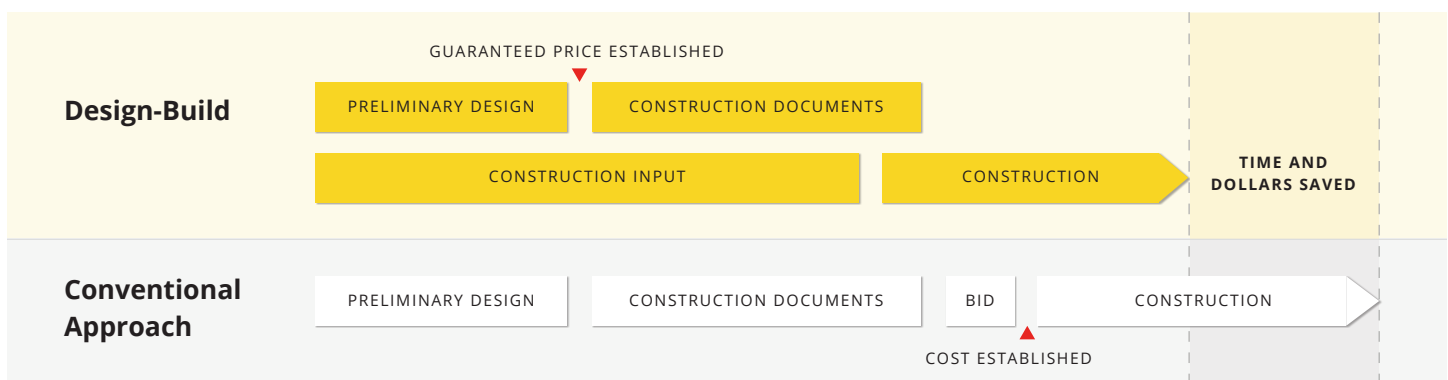 GUARANTEED PRICE ESTABLISHED
Design-Build
PRELIMINARY DESIGN
CONSTRUCTION DOCUMENTS
CONSTRUCTION INPUT
CONSTRUCTION
TIME AND
DOLLARS SAVED
Conventional
Approach
PRELIMINARY DESIGN
CONSTRUCTION DOCUMENTS
BID
CONSTRUCTION
COST ESTABLISHED